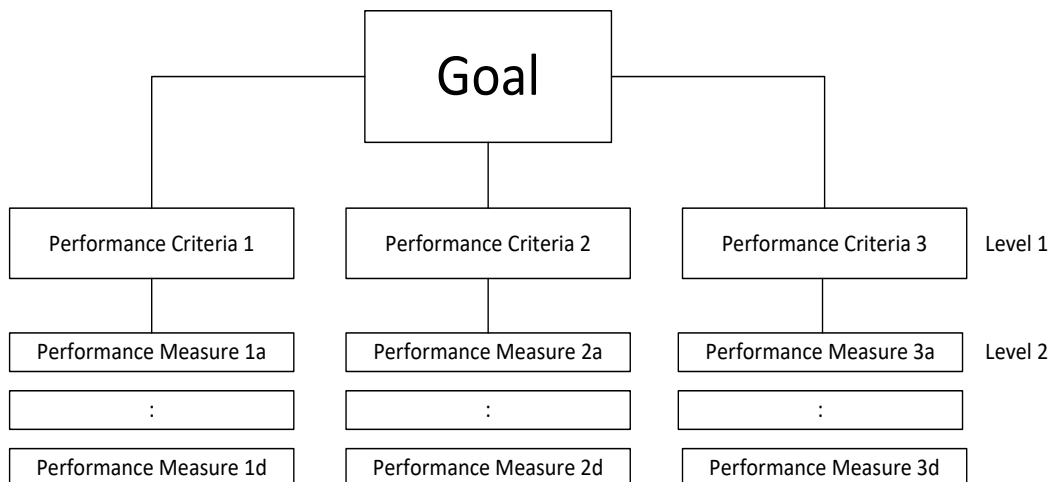 Goal
Performance Criteria 1
Performance Criteria 2
Performance Criteria 3
Level 1
Performance Measure 1a
Performance Measure 2a
Performance Measure 3a
Level 2
:
:
:
Performance Measure 1d
Performance Measure 2d
Performance Measure 3d